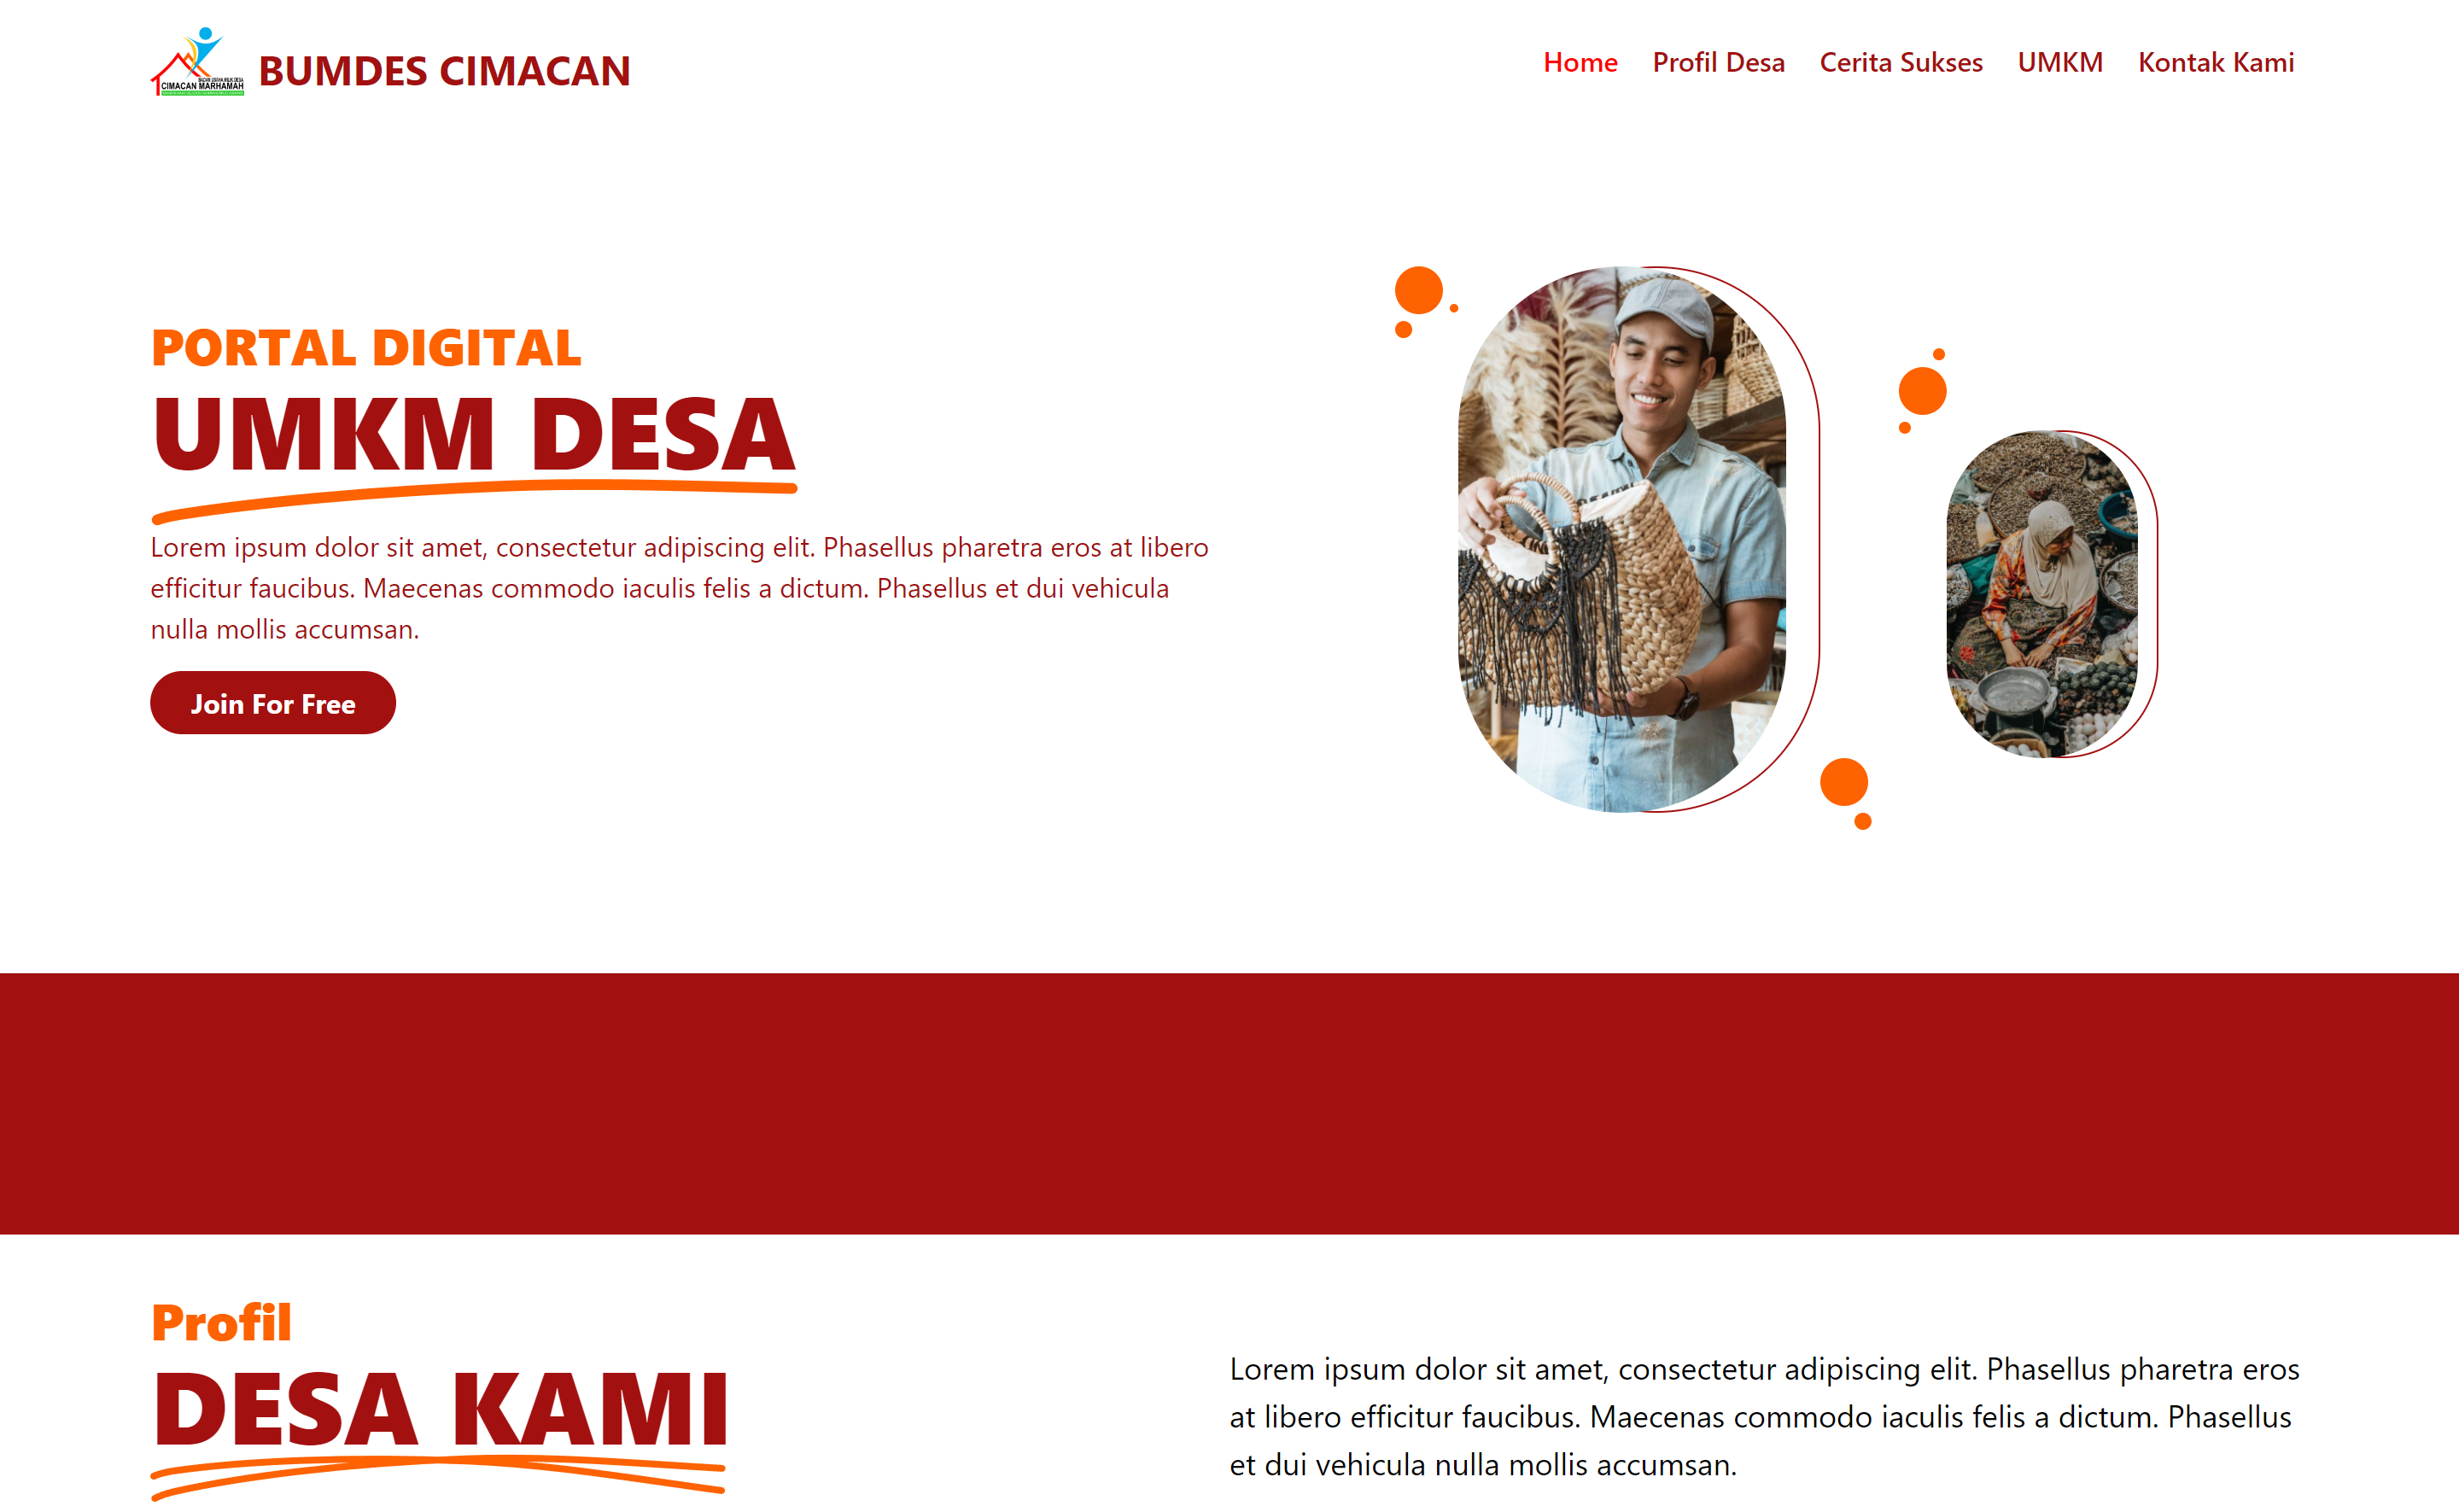 BADAN USAHA MILIK DESA
CIMACAN MARHAMAH
BUMDES CIMACAN
Home
Profil Desa
Cerita Sukses
UMKM
Kontak Kami
PORTAL DIGITAL
UMKM DESA
Lorem ipsum dolor sit amet, consectetur adipiscing elit. Phasellus pharetra eros at libero
efficitur faucibus. Maecenas commodo iaculis felis a dictum. Phasellus et dui vehicula
nulla mollis accumsan.
Join For Free
Profil
DESA KAMI
Lorem ipsum dolor sit amet, consectetur adipiscing elit. Phasellus pharetra eros
at libero efficitur faucibus. Maecenas commodo iaculis felis a dictum. Phasellus
et dui vehicula nulla mollis accumsan.